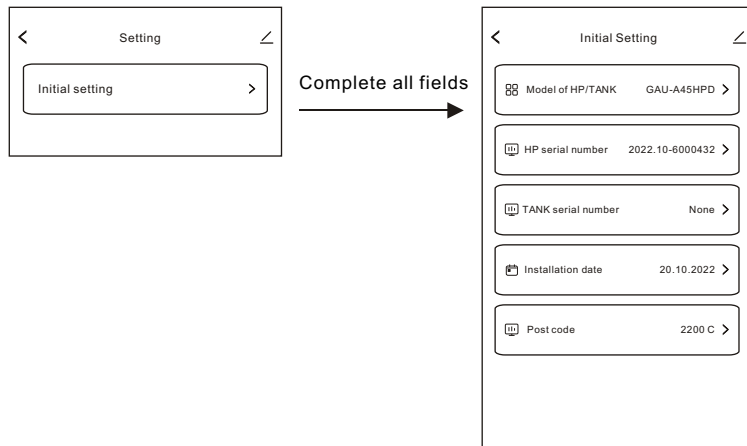 Setting
Initial setting
Complete all fields
Initial Setting
Model of HP/TANK GAU-A45HPD
HP serial number 2022.10-6000432
TANK serial number None
Installation date 20.10.2022
Post code 2200 C